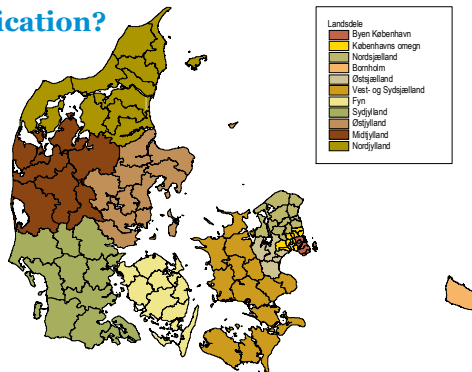 ication?
Landsdele
Byen København
Københavns omegn
Nordsjælland
Bornholm
Østsjælland
Vest- og Sydsjælland
Fyn
Sydjylland
Østjylland
Midtjylland
Nordjylland